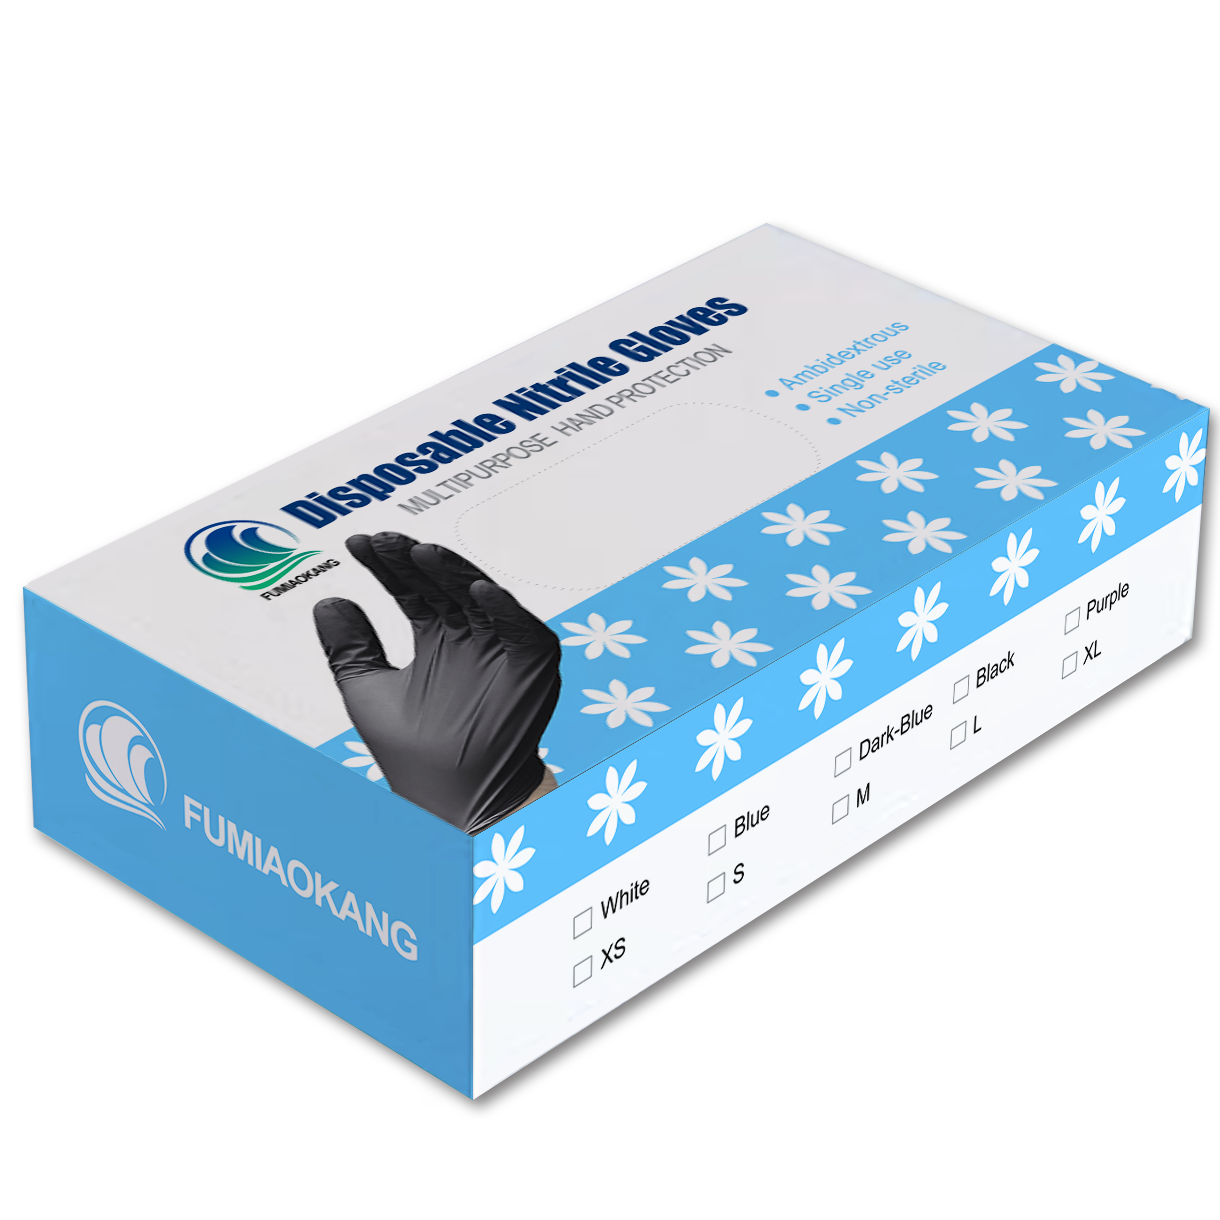 Disposable Nitrile Gloves
MULTIPURPOSE HAND PROTECTION
• Ambidextrous
• Single use
• Non-sterile
FUMIAOKANG
FUMIAOKANG
White
Blue
Dark-Blue
Black
Purple
XS
S
M
L
XL